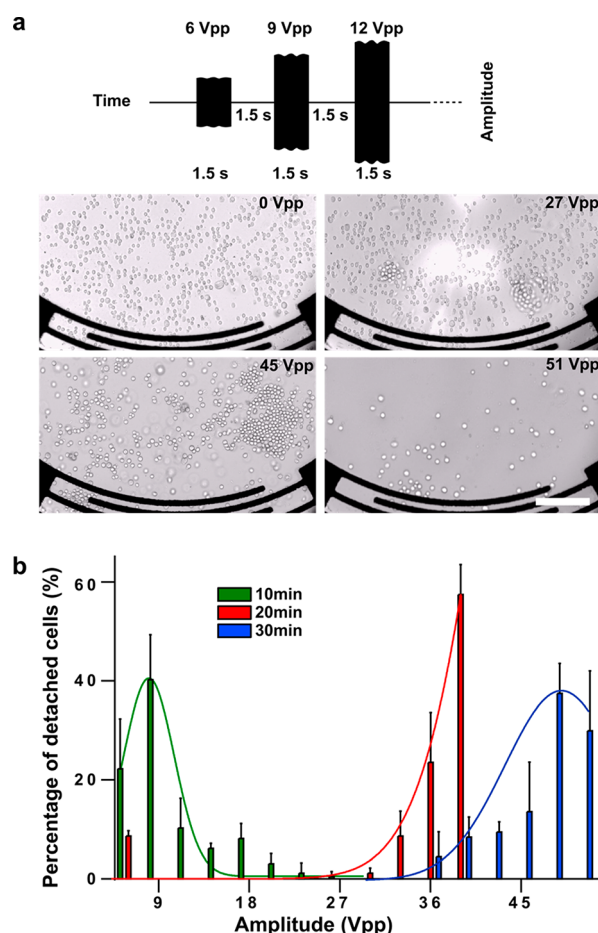 a
6 Vpp 9 Vpp 12 Vpp
Time
1.5 s 1.5 s
Amplitude
1.5 s 1.5 s 1.5 s
0 Vpp
27 Vpp
45 Vpp
51 Vpp
b
Percentage of detached cells (%)
60
40
20
0
10min
20min
30min
9 18 27 36 45
Amplitude (Vpp)